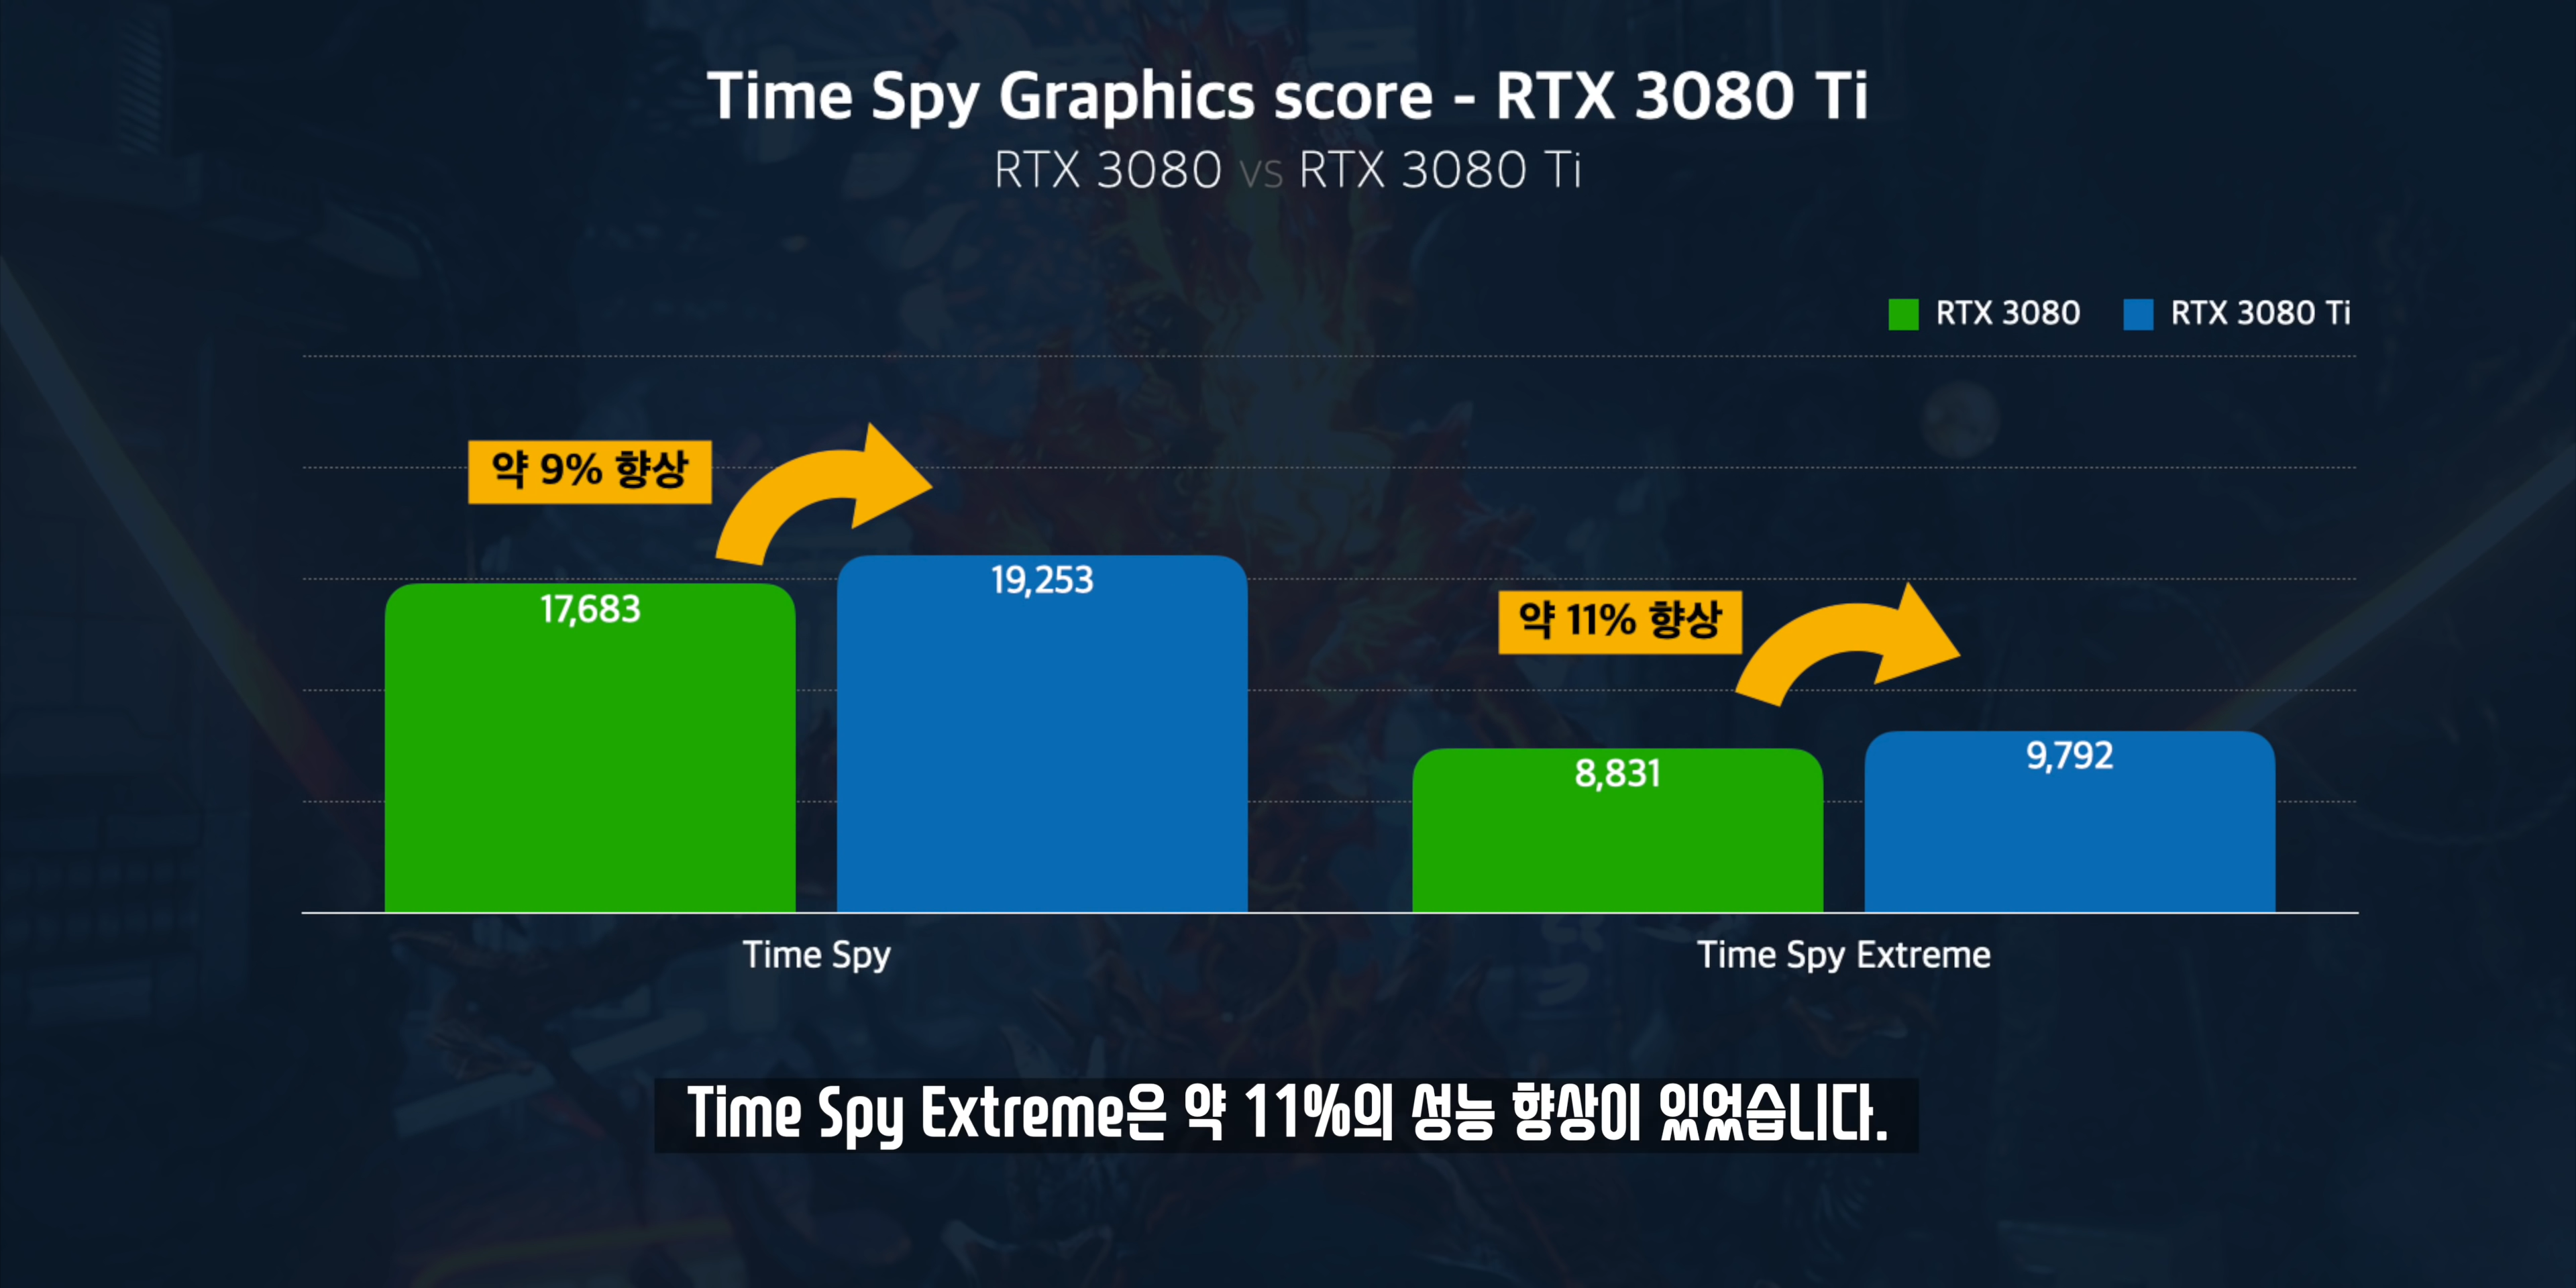 Time Spy Graphics score - RTX 3080 Ti
RTX 3080 vs RTX 3080 Ti
RTX 3080
RTX 3080 Ti
약 9% 향상
17,683
19,253
약 11% 향상
8,831
9,792
Time Spy
Time Spy Extreme
Time Spy Extreme은 약 11%의 성능 향상이 있었습니다.